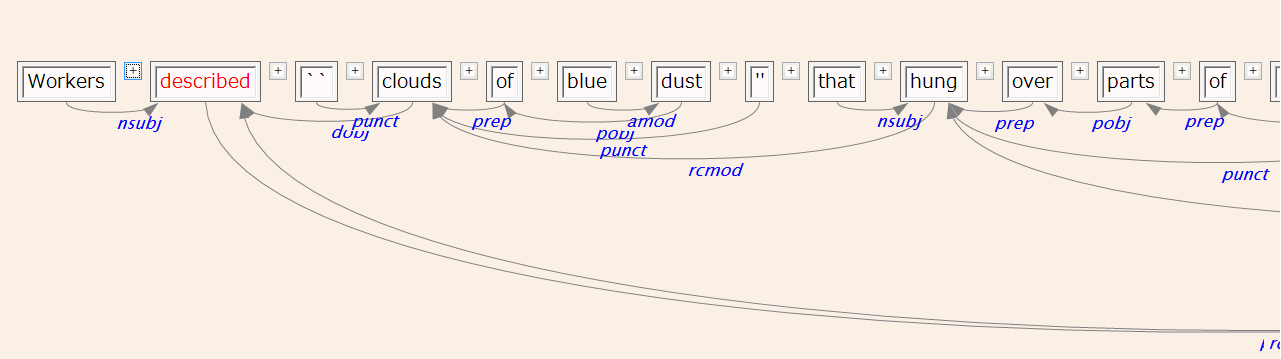 Workers + described + `` + clouds + of + blue + dust + '' + that + hung + over + parts + of +
nsubj dobj punct prep pobj amod nsubj prep pobj prep
punct
rcmod punct